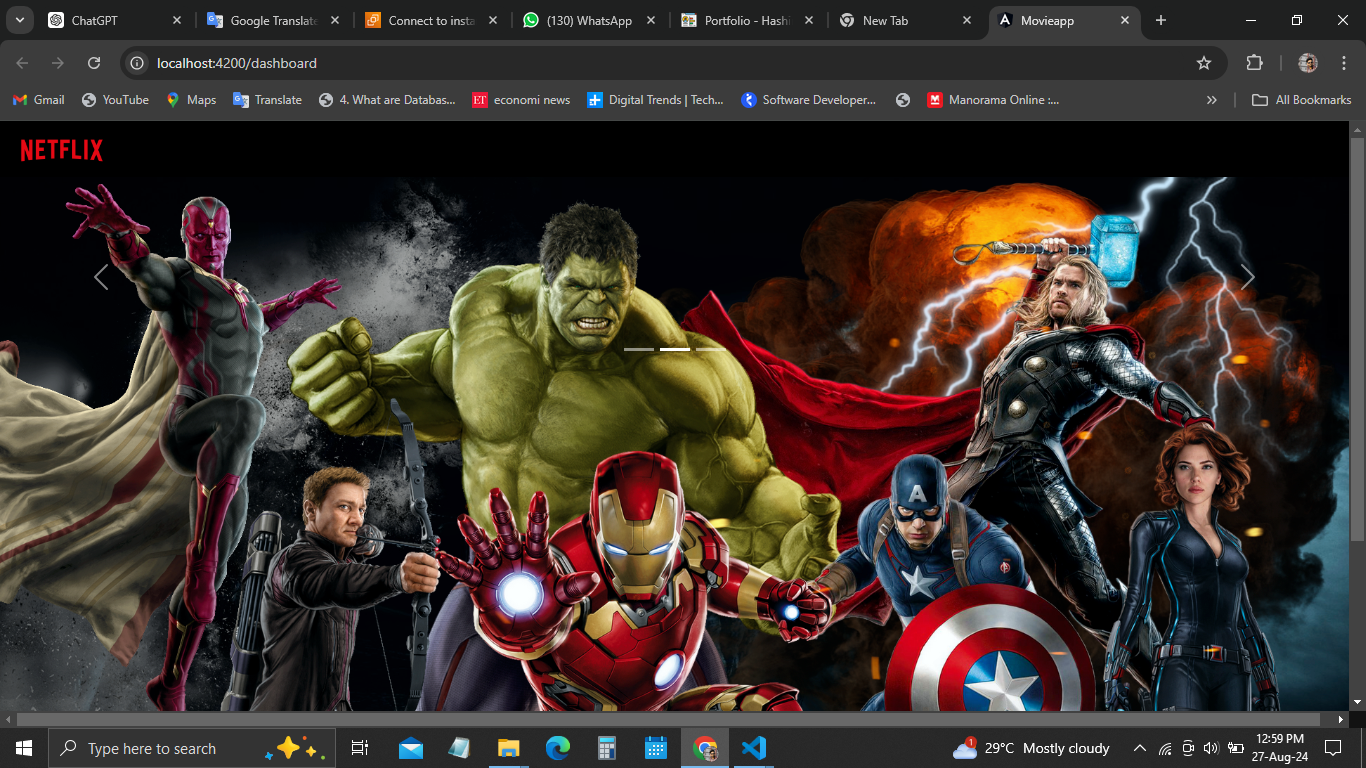 ChatGPT
Google Translate
Connect to insta
(130) WhatsApp
Portfolio - Hashi
New Tab
Movieapp
localhost:4200/dashboard
Gmail
YouTube
Maps
Translate
4. What are Databas...
ET
economi news
Digital Trends | Tech...
Software Developer...
M
Manorama Online :...
»
All Bookmarks
NETFLIX
A
A
Type here to search
1
29°C Mostly cloudy
12:59 PM
27-Aug-24